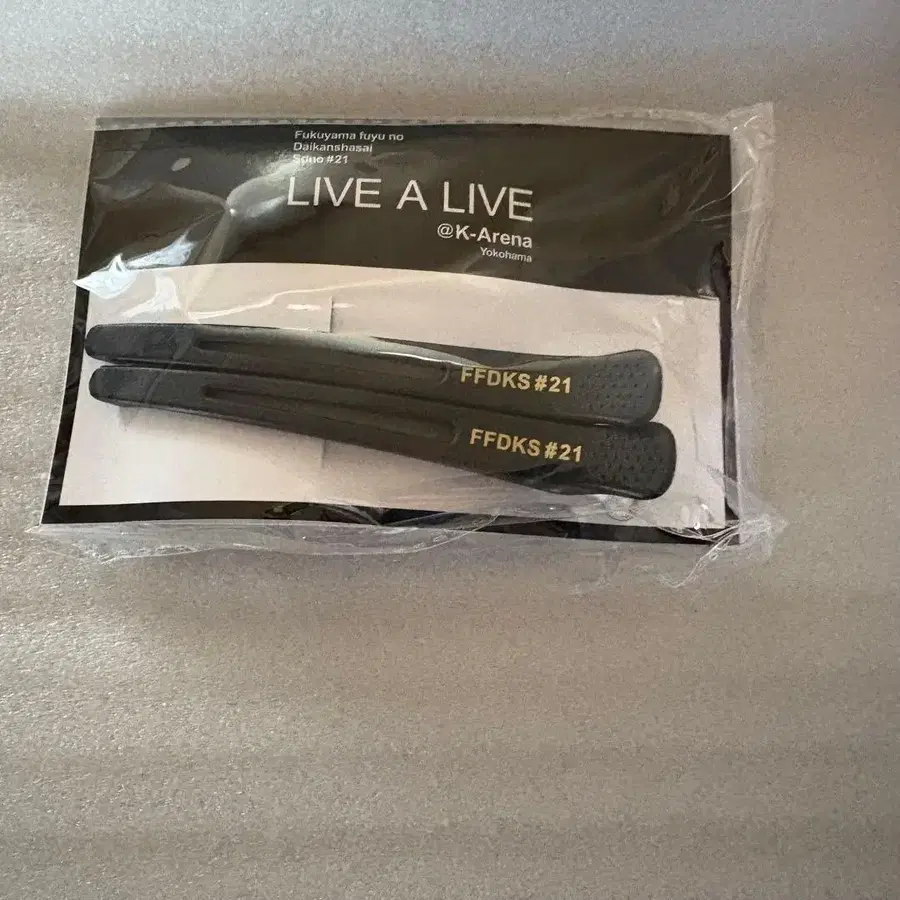 Fukuyama fuyu no
Daikanshasai
Sono #21
LIVE A LIVE
@K-Arena
Yokohama
FFDKS#21
FFDKS#21